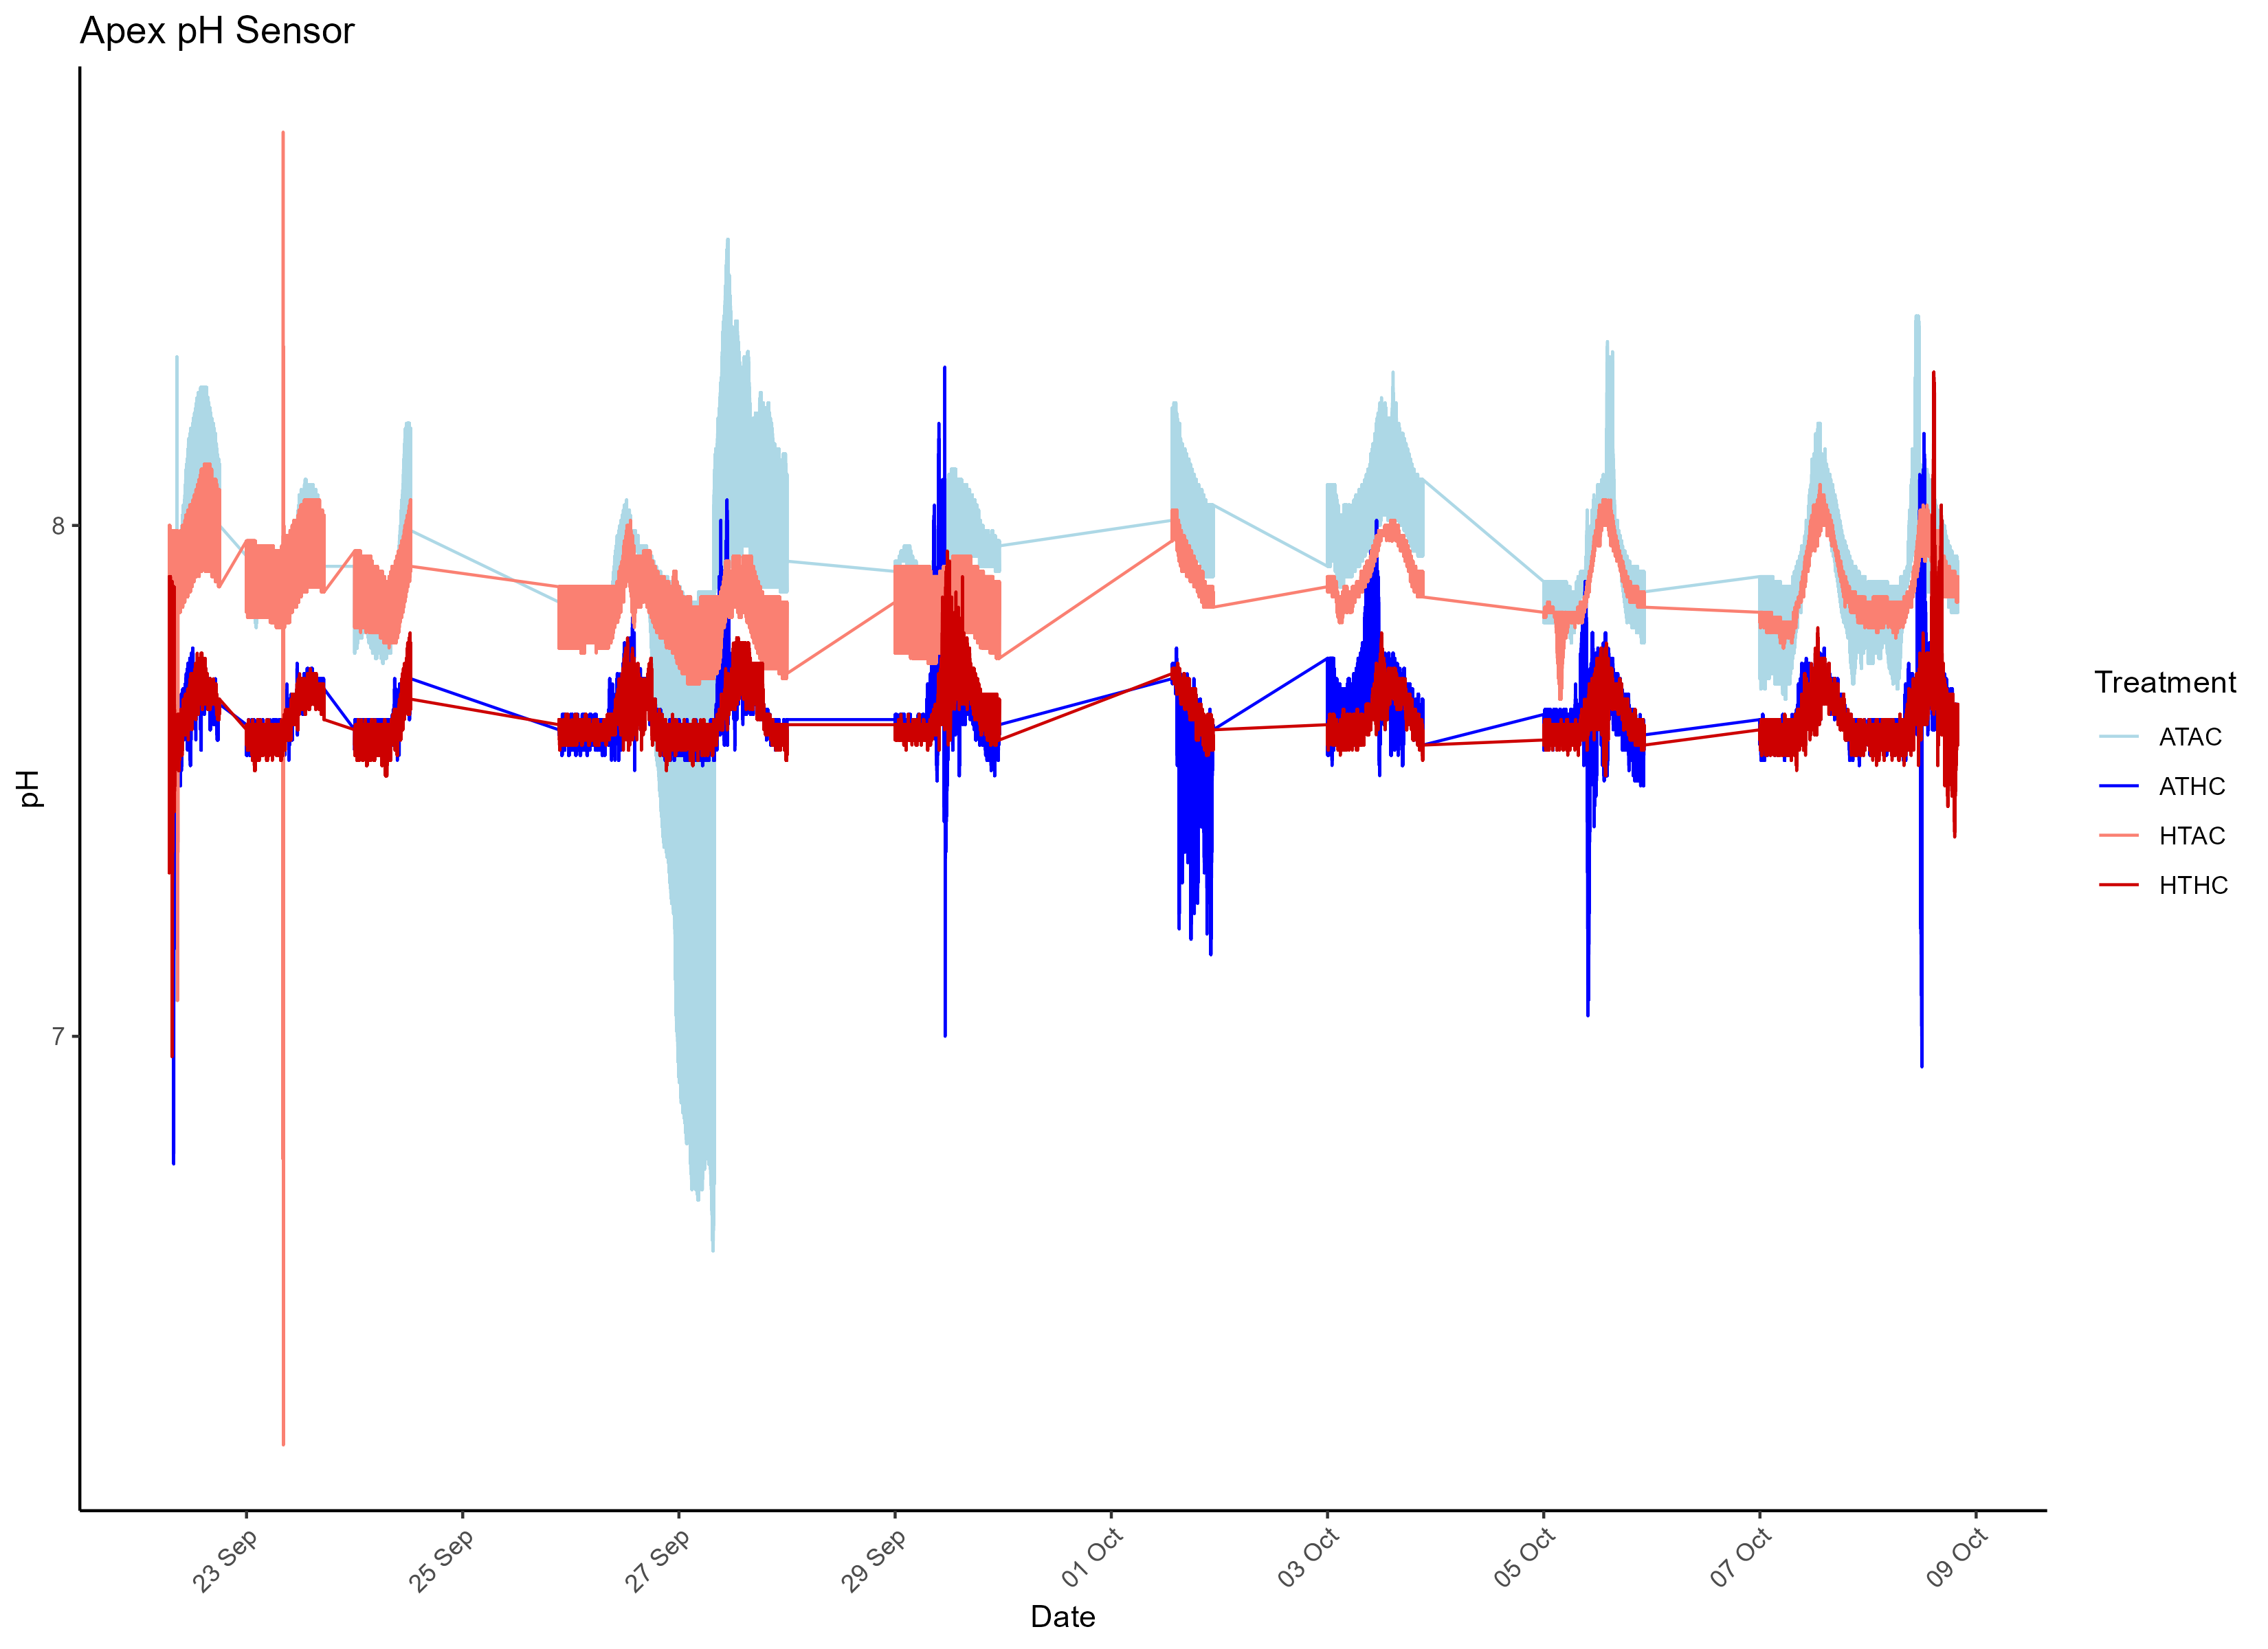 Apex pH Sensor
8
7
pH
23 Sep
25 Sep
27 Sep
29 Sep
01 Oct
03 Oct
05 Oct
07 Oct
09 Oct
Date
Treatment
ATAC
ATHC
HTAC
HTHC